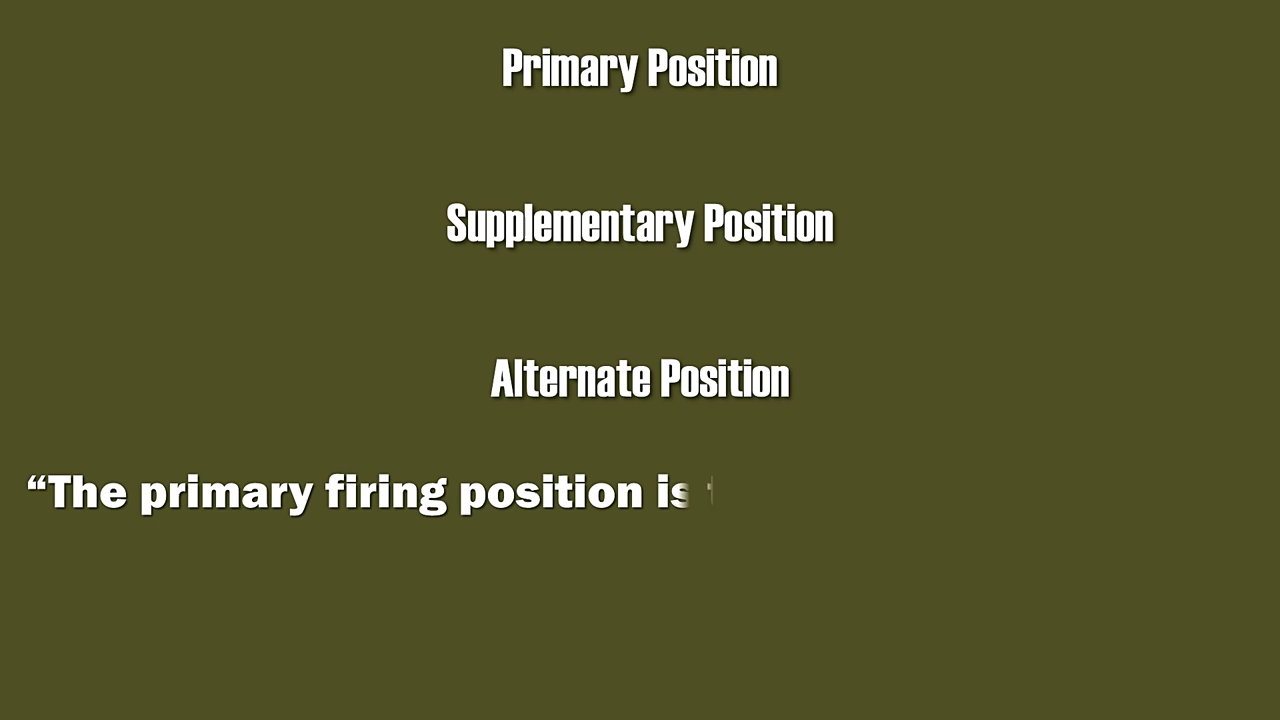 Primary Position
Supplementary Position
Alternate Position
“The primary firing position is